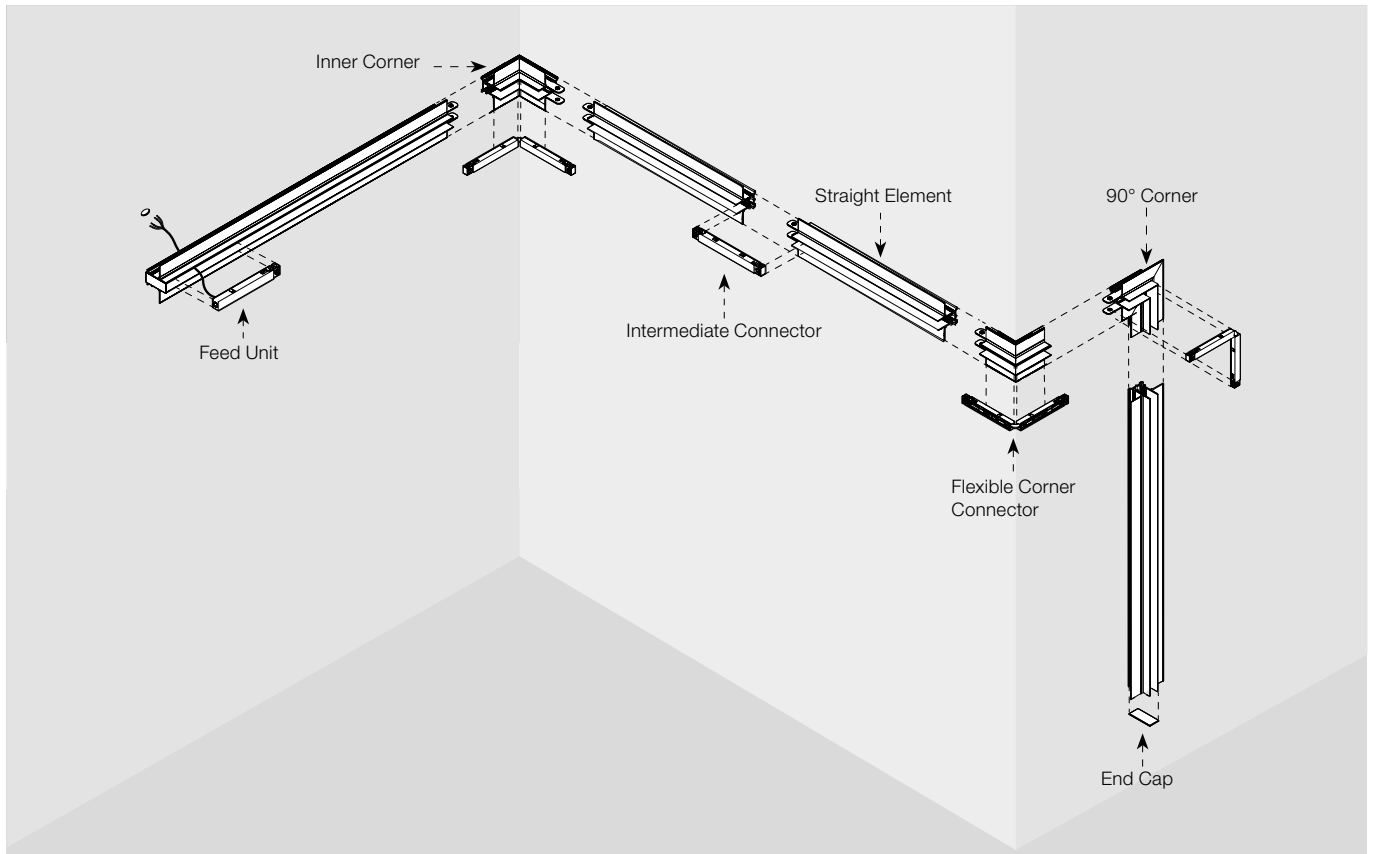 Inner Corner
Straight Element
90° Corner
Intermediate Connector
Feed Unit
Flexible Corner
Connector
End Cap